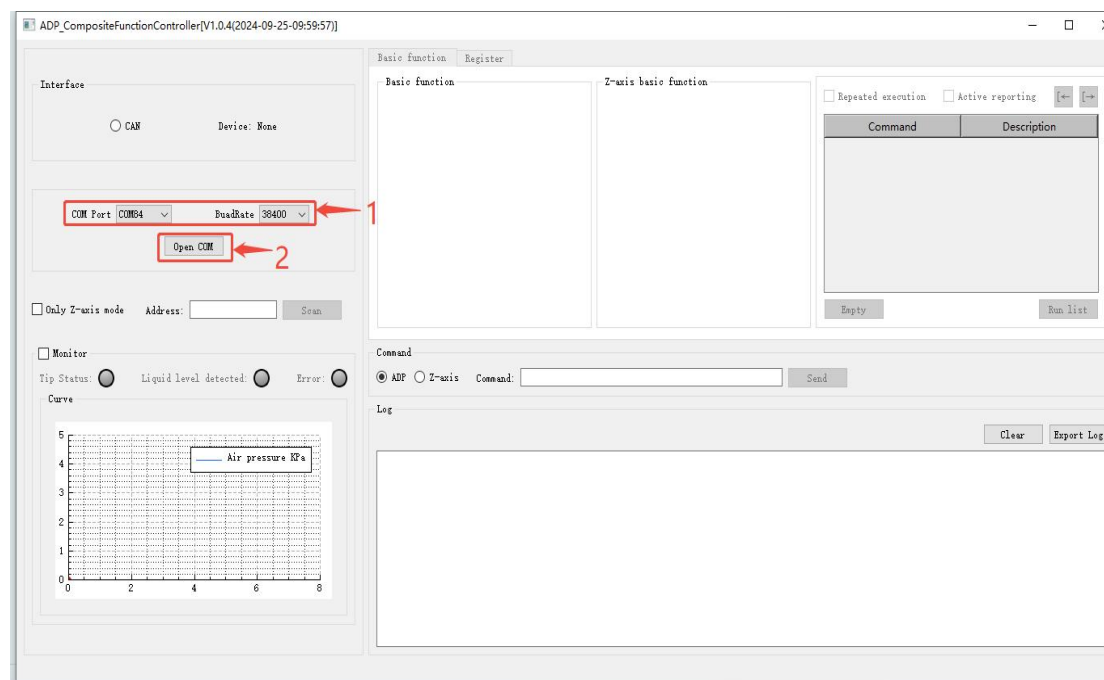 ADP_CompositeFunctionController[V1.0.4(2024-09-25-09:59:57)]
Interface
CAN Device: None
COM Port COM84 BuadRate 38400
1
Open COM
2
Only Z-axis mode Address: Scan
Monitor
Tip Status: Liquid level detected: Error:
Curve
5
4
3
2
1
0
Air pressure KPa
0 2 4 6 8
Basic function Register
Basic function
Z-axis basic function
Repeated execution Active reporting [← [→
Command Description
Empty Run list
Command
ADP Z-axis Command: Send
Log
Clear Export Log